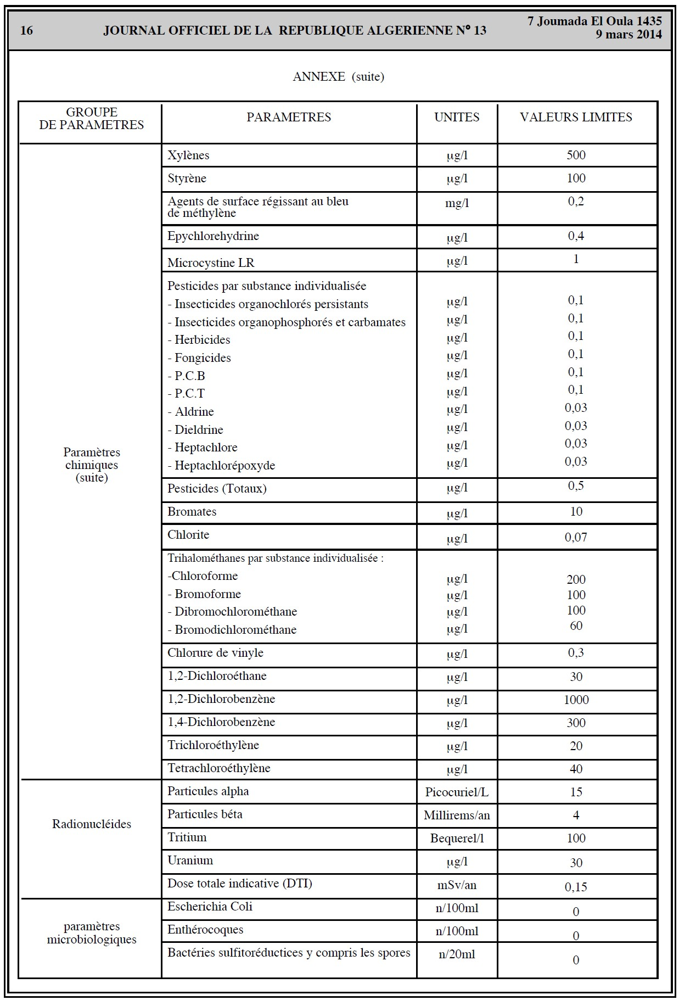 16 JOURNAL OFFICIEL DE LA REPUBLIQUE ALGERIENNE N° 13 7 Joumada El Oula 1435
9 mars 2014
ANNEXE (suite)
GROUPE
DE PARAMETRES PARAMETRES UNITES VALEURS LIMITES
Paramètres
chimiques
(suite)
Xylènes µg/l 500
Styrène µg/l 100
Agents de surface régissant au bleu
de méthylène mg/l 0,2
Epychlorehydrine µg/l 0,4
Microcystine LR µg/l 1
Pesticides par substance individualisée
- Insecticides organochlorés persistants µg/l 0,1
- Insecticides organophosphorés et carbamates µg/l 0,1
- Herbicides µg/l 0,1
- Fongicides µg/l 0,1
- P.C.B µg/l 0,1
- P.C.T µg/l 0,1
- Aldrine µg/l 0,03
- Dieldrine µg/l 0,03
- Heptachlore µg/l 0,03
- Heptachlorépoxyde µg/l 0,03
Pesticides (Totaux) µg/l 0,5
Bromates µg/l 10
Chlorite µg/l 0,07
Trihalométhanes par substance individualisée :
-Chloroforme µg/l 200
- Bromoforme µg/l 100
- Dibromochlorométhane µg/l 100
- Bromodichlorométhane µg/l 60
Chlorure de vinyle µg/l 0,3
1,2-Dichloroéthane µg/l 30
1,2-Dichlorobenzène µg/l 1000
1,4-Dichlorobenzène µg/l 300
Trichloroéthylène µg/l 20
Tetrachloroéthylène µg/l 40
Radionucléides
Particules alpha Picocuriel/L 15
Particules béta Millirems/an 4
Tritium Bequerel/l 100
Uranium µg/l 30
Dose totale indicative (DTI) mSv/an 0,15
paramètres
microbiologiques
Escherichia Coli n/100ml 0
Enthérocoques n/100ml 0
Bactéries sulfitoréductices y compris les spores n/20ml 0